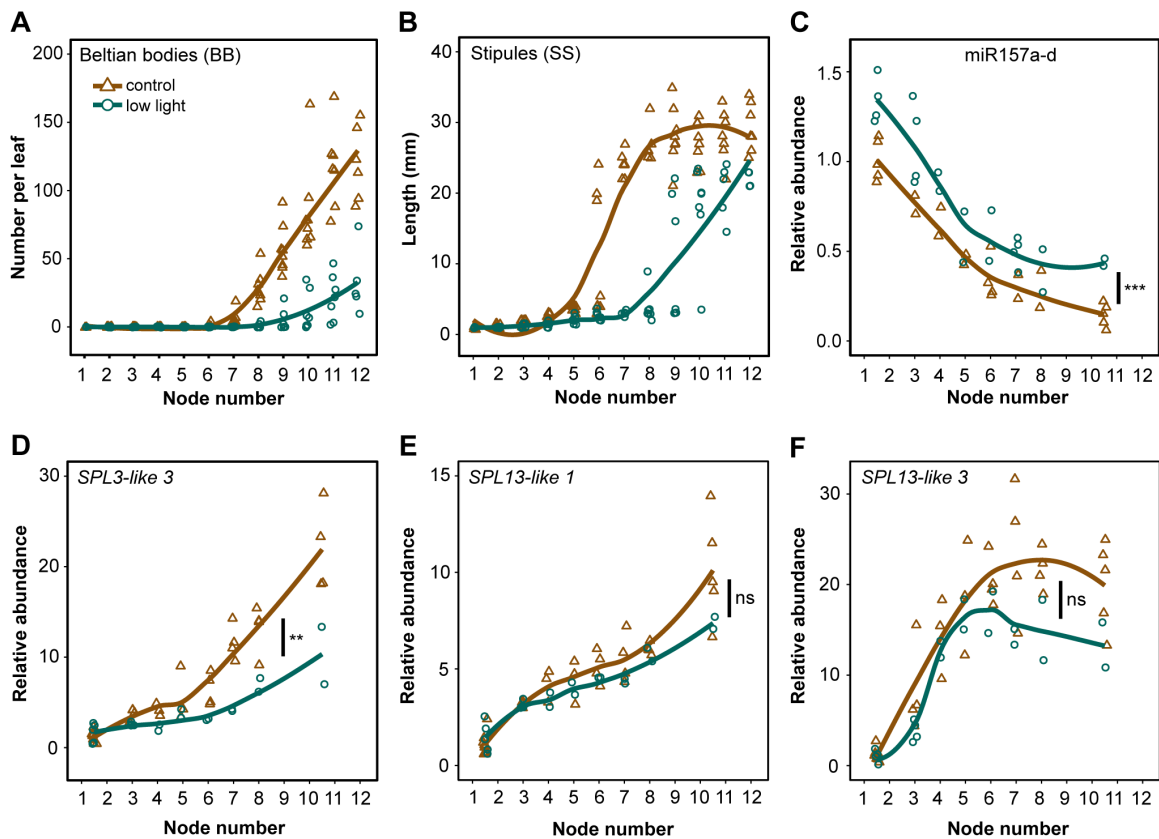 A
Beltian bodies (BB)
control
low light
Number per leaf
200
150
100
50
0
1 2 3 4 5 6 7 8 9 10 11 12
Node number
B
Stipules (SS)
Length (mm)
40
30
20
10
0
1 2 3 4 5 6 7 8 9 10 11 12
Node number
C
miR157a-d
Relative abundance
1.5
1.0
0.5
0.0
***
1 2 3 4 5 6 7 8 9 10 11 12
Node number
D
SPL3-like 3
Relative abundance
30
20
10
0
**
1 2 3 4 5 6 7 8 9 10 11 12
Node number
E
SPL13-like 1
Relative abundance
15
10
5
0
ns
1 2 3 4 5 6 7 8 9 10 11 12
Node number
F
SPL13-like 3
Relative abundance
30
20
10
0
ns
1 2 3 4 5 6 7 8 9 10 11 12
Node number